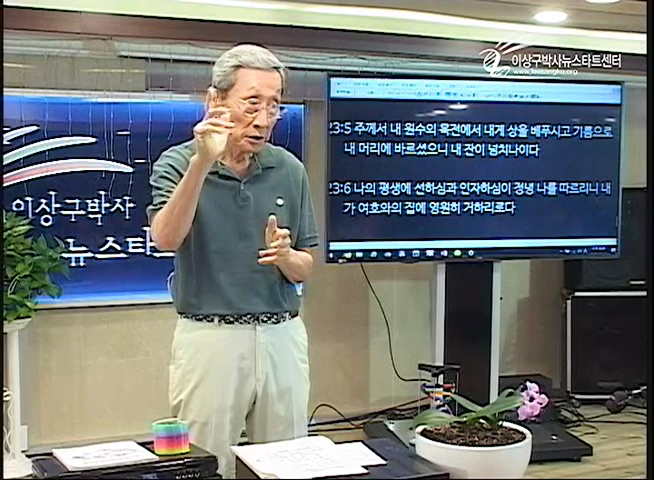 이상구박사뉴스타트센터
www.leesangku.org
23:5 주께서 내 원수의 목전에서 내게 상을 베푸시고 기름으로
내 머리에 바르셨으니 내 잔이 넘치나이다
23:6 나의 평생에 선하심과 인자하심이 정녕 나를 따르리니 내
가 여호와의 집에 영원히 거하리로다
이상구박사
뉴스타트